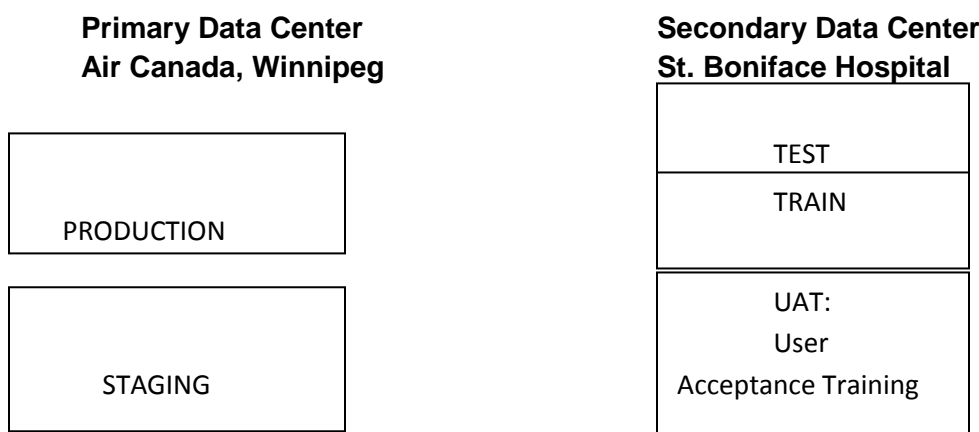 Primary Data Center
Air Canada, Winnipeg
PRODUCTION
STAGING
Secondary Data Center
St. Boniface Hospital
TEST
TRAIN
UAT:
User
Acceptance Training